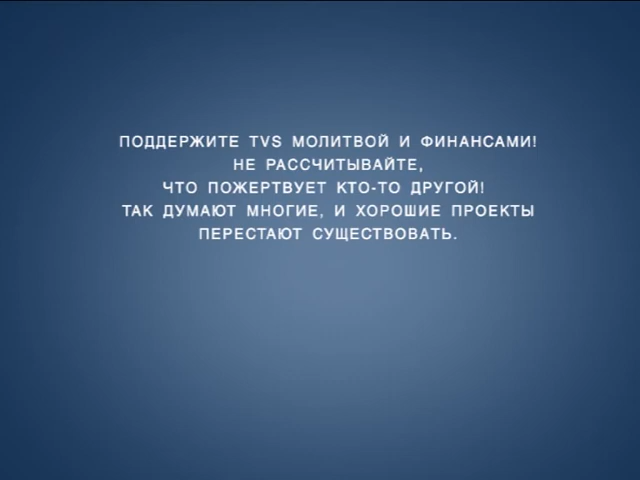 ПОДДЕРЖИТЕ TVS МОЛИТВОЙ И ФИНАНСАМИ!
НЕ РАССЧИТЫВАЙТЕ,
ЧТО ПОЖЕРТВУЕТ КТО-ТО ДРУГОЙ!
ТАК ДУМАЮТ МНОГИЕ, И ХОРОШИЕ ПРОЕКТЫ
ПЕРЕСТАЮТ СУЩЕСТВОВАТЬ.